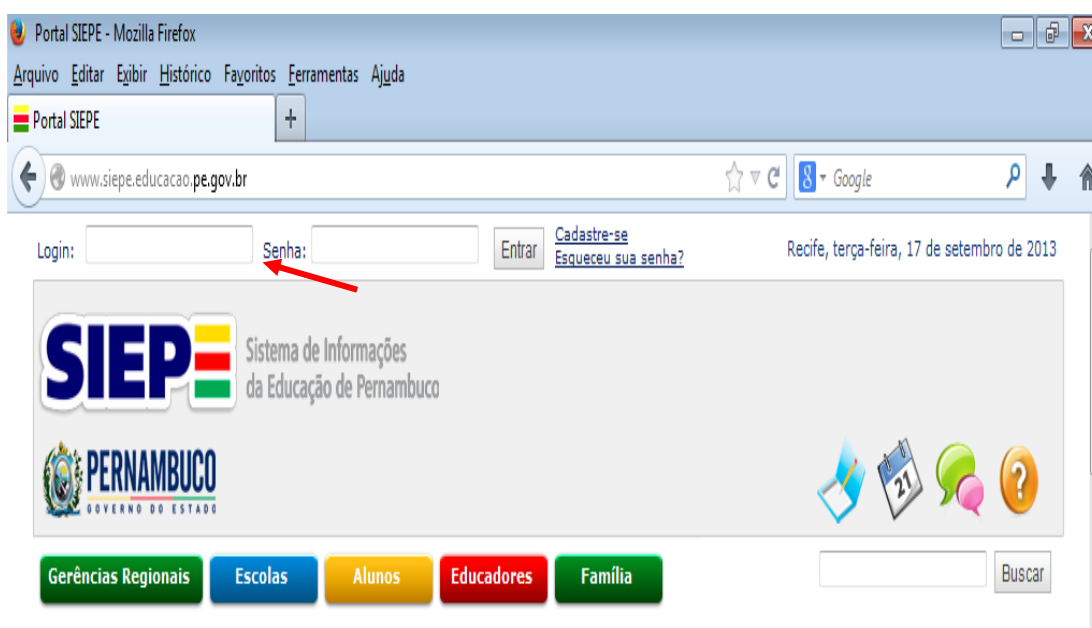 Portal SIEPE - Mozilla Firefox
Arquivo Editar Exibir Histórico Favoritos Ferramentas Ajuda
Portal SIEPE +
www.siepe.educacao.pe.gov.br 8 Google
Login: Senha: Entrar Cadastre-se
Esqueceu sua senha?
Recife, terça-feira, 17 de setembro de 2013
SIEPE Sistema de Informações
da Educação de Pernambuco
PERNAMBUCO
GOVERNO DO ESTADO
21 ?
Gerências Regionais Escolas Alunos Educadores Família Buscar